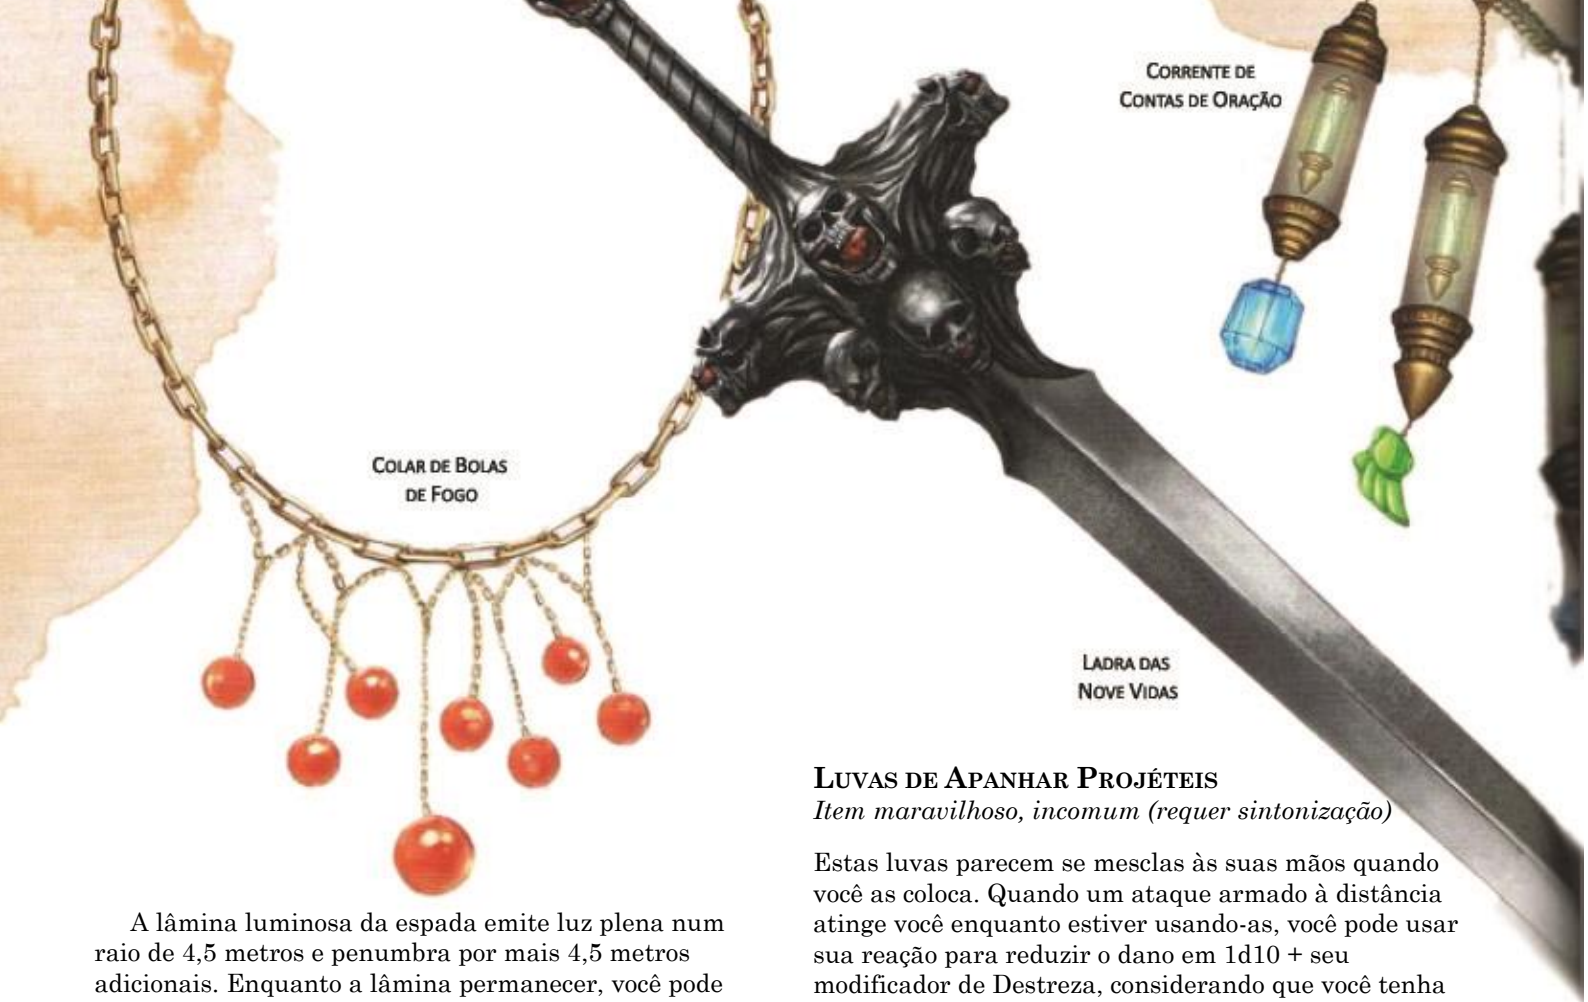 CORRENTE DE
CONTAS DE ORAÇÃO
COLAR DE BOLAS
DE FOGO
LADRA DAS
NOVE VIDAS
A lâmina luminosa da espada emite luz plena num
raio de 4,5 metros e penumbra por mais 4,5 metros
adicionais. Enquanto a lâmina permanecer, você pode
LUVAS DE APANHAR PROJÉTEIS
Item maravilhoso, incomum (requer sintonização)
Estas luvas parecem se mesclas às suas mãos quando
você as coloca. Quando um ataque armado à distância
atinge você enquanto estiver usando-as, você pode usar
sua reação para reduzir o dano em 1d10 + seu
modificador de Destreza, considerando que você tenha